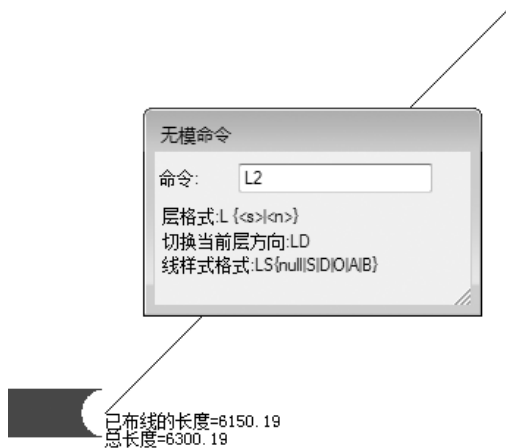 无模命令
命令: L2
层格式:L {<s>|<n>}
切换当前层方向:LD
线样式格式:LS{null|S|D|O|A|B}
已布线的长度=6150.19
总长度=6300.19